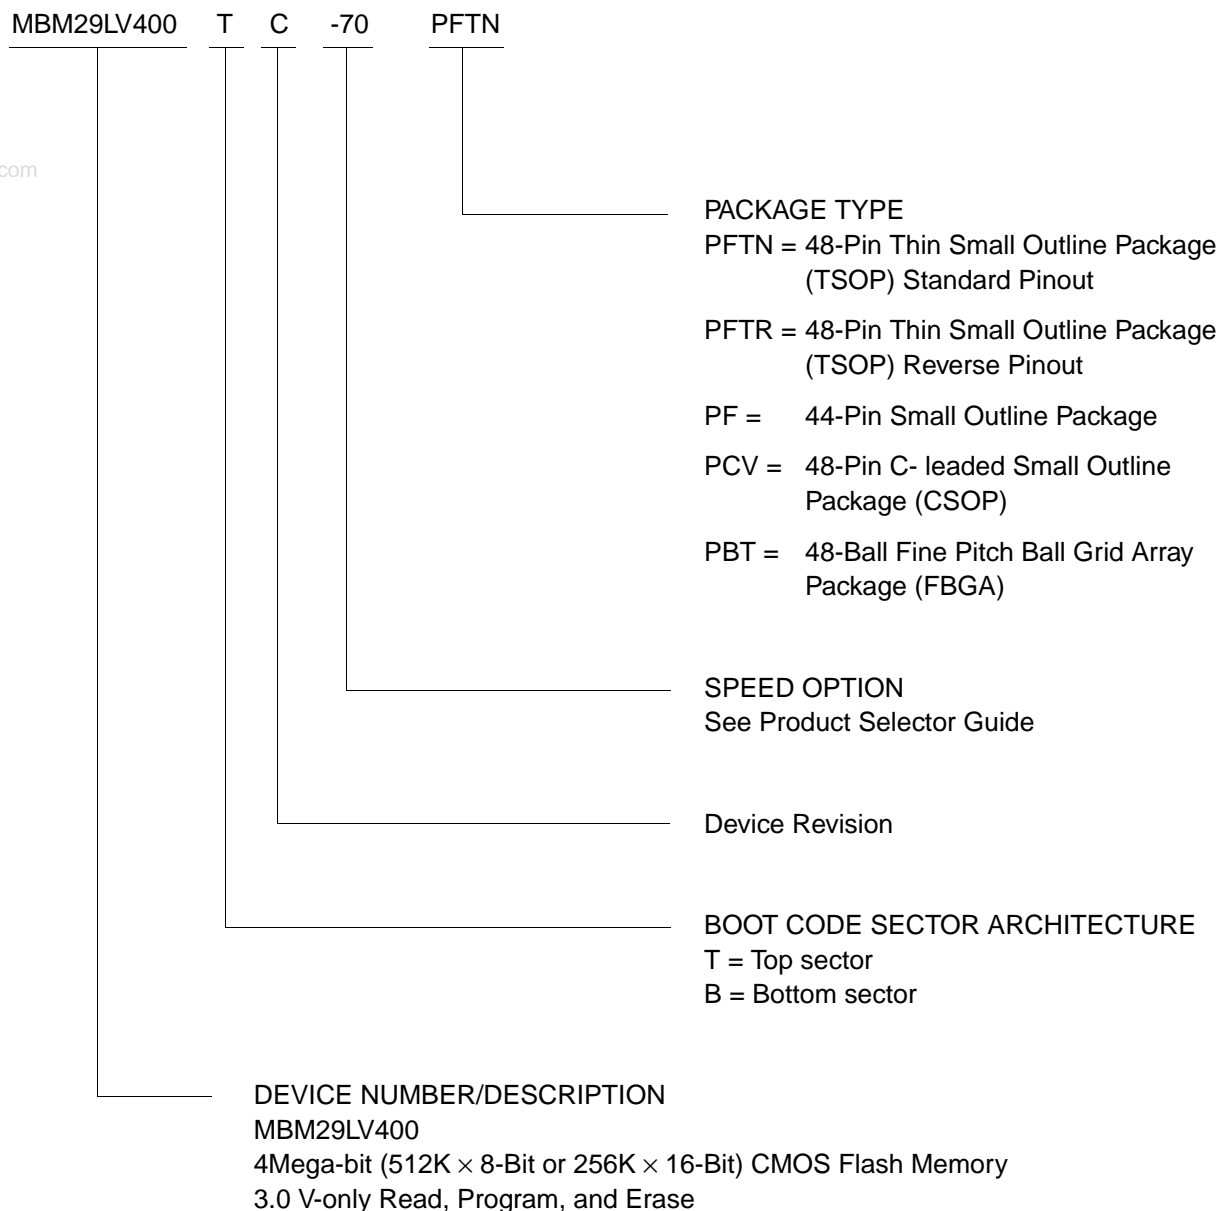 MBM29LV400 T C -70 PFTN
.com
PACKAGE TYPE
PFTN = 48-Pin Thin Small Outline Package
(TSOP) Standard Pinout
PFTR = 48-Pin Thin Small Outline Package
(TSOP) Reverse Pinout
PF = 44-Pin Small Outline Package
PCV = 48-Pin C- leaded Small Outline
Package (CSOP)
PBT = 48-Ball Fine Pitch Ball Grid Array
Package (FBGA)
SPEED OPTION
See Product Selector Guide
Device Revision
BOOT CODE SECTOR ARCHITECTURE
T = Top sector
B = Bottom sector
DEVICE NUMBER/DESCRIPTION
MBM29LV400
4Mega-bit (512K × 8-Bit or 256K × 16-Bit) CMOS Flash Memory
3.0 V-only Read, Program, and Erase